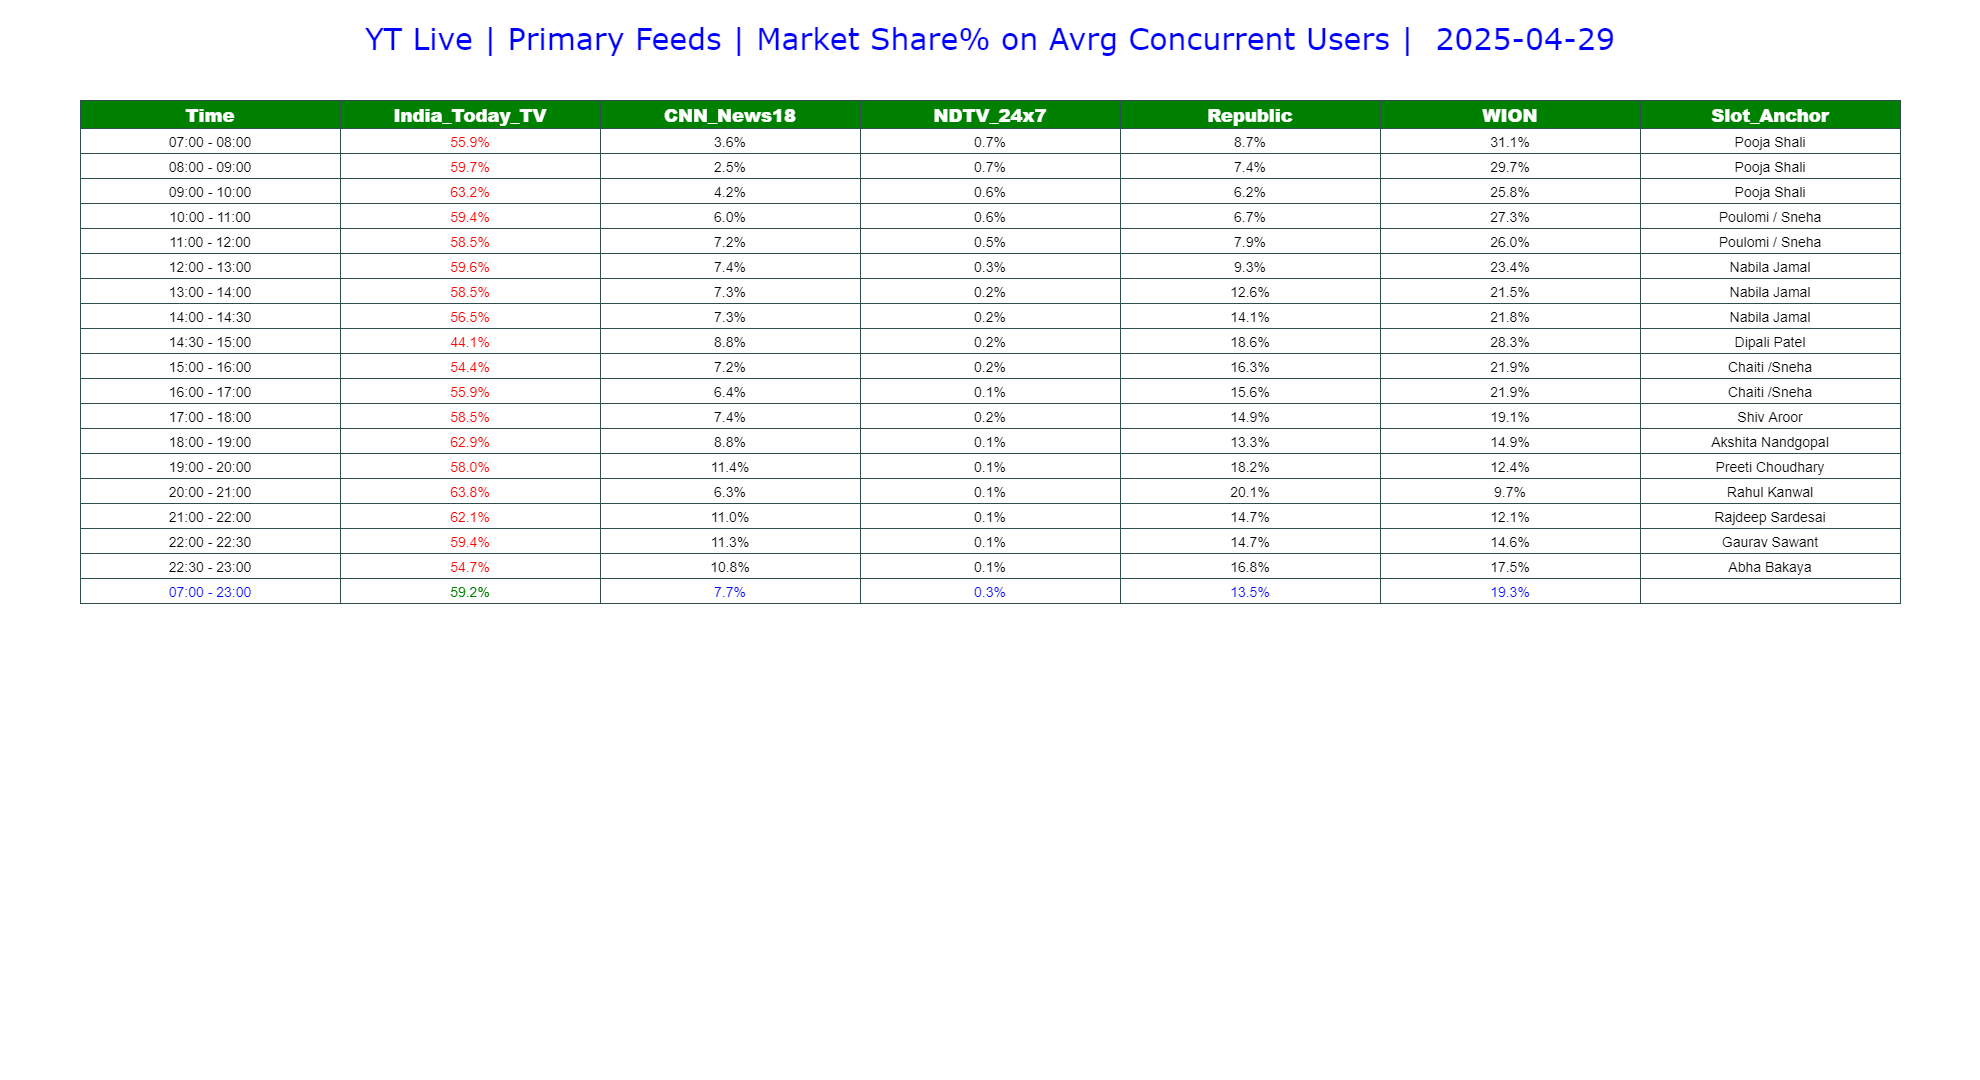 YT Live | Primary Feeds | Market Share% on Avrg Concurrent Users | 2025-04-29
Time India_Today_TV CNN_News18 NDTV_24x7 Republic WION Slot_Anchor
07:00 - 08:00 55.9% 3.6% 0.7% 8.7% 31.1% Pooja Shali
08:00 - 09:00 59.7% 2.5% 0.7% 7.4% 29.7% Pooja Shali
09:00 - 10:00 63.2% 4.2% 0.6% 6.2% 25.8% Pooja Shali
10:00 - 11:00 59.4% 6.0% 0.6% 6.7% 27.3% Poulomi / Sneha
11:00 - 12:00 58.5% 7.2% 0.5% 7.9% 26.0% Poulomi / Sneha
12:00 - 13:00 59.6% 7.4% 0.3% 9.3% 23.4% Nabila Jamal
13:00 - 14:00 58.5% 7.3% 0.2% 12.6% 21.5% Nabila Jamal
14:00 - 14:30 56.5% 7.3% 0.2% 14.1% 21.8% Nabila Jamal
14:30 - 15:00 44.1% 8.8% 0.2% 18.6% 28.3% Dipali Patel
15:00 - 16:00 54.4% 7.2% 0.2% 16.3% 21.9% Chaiti /Sneha
16:00 - 17:00 55.9% 6.4% 0.1% 15.6% 21.9% Chaiti /Sneha
17:00 - 18:00 58.5% 7.4% 0.2% 14.9% 19.1% Shiv Aroor
18:00 - 19:00 62.9% 8.8% 0.1% 13.3% 14.9% Akshita Nandgopal
19:00 - 20:00 58.0% 11.4% 0.1% 18.2% 12.4% Preeti Choudhary
20:00 - 21:00 63.8% 6.3% 0.1% 20.1% 9.7% Rahul Kanwal
21:00 - 22:00 62.1% 11.0% 0.1% 14.7% 12.1% Rajdeep Sardesai
22:00 - 22:30 59.4% 11.3% 0.1% 14.7% 14.6% Gaurav Sawant
22:30 - 23:00 54.7% 10.8% 0.1% 16.8% 17.5% Abha Bakaya
07:00 - 23:00 59.2% 7.7% 0.3% 13.5% 19.3%